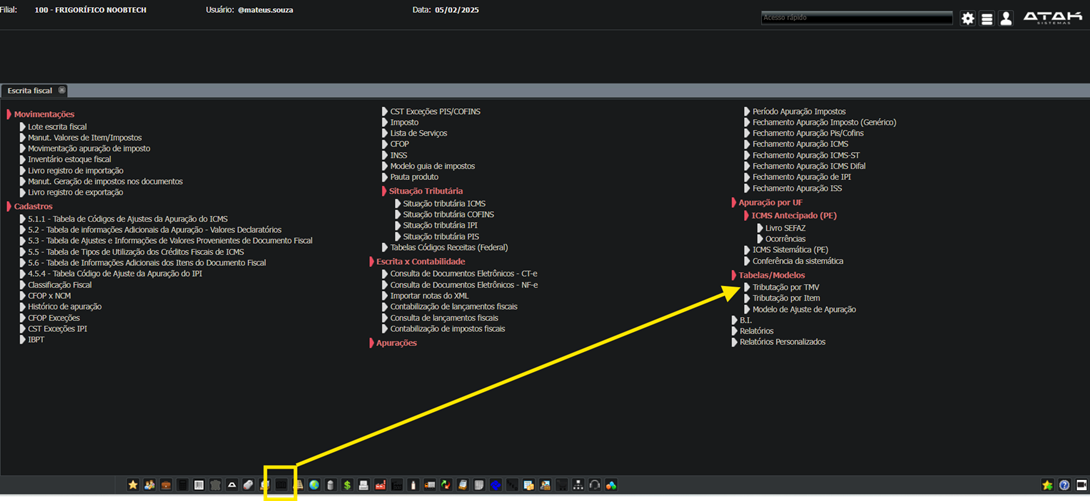 Filial: 100 - FRIGORÍFICO NOOBTECH Usuário: @mateus.souza Data: 05/02/2025
Acesso rápido
ATAK
SISTEMAS
Escrita fiscal
Movimentações
Lote escrita fiscal
Manut. Valores de Item/Impostos
Movimentação apuração de imposto
Inventário estoque fiscal
Livro registro de importação
Manut. Geração de impostos nos documentos
Livro registro de exportação
Cadastros
5.1.1 - Tabela de Códigos de Ajustes da Apuração do ICMS
5.2 - Tabela de informações Adicionais da Apuração - Valores Declaratórios
5.3 - Tabela de Ajustes e Informações de Valores Provenientes de Documento Fiscal
5.5 - Tabela de Tipos de Utilização dos Créditos Fiscais de ICMS
5.6 - Tabela de Informações Adicionais dos Itens do Documento Fiscal
4.5.4 - Tabela Código de Ajuste da Apuração do IPI
Classificação Fiscal
CFOP x NCM
Histórico de apuração
CFOP Exceções
CST Exceções IPI
IBPT
CST Exceções PIS/COFINS
Imposto
Lista de Serviços
CFOP
INSS
Modelo guia de impostos
Pauta produto
Situação Tributária
Situação tributária ICMS
Situação tributária COFINS
Situação tributária IPI
Situação tributária PIS
Tabelas Códigos Receitas (Federal)
Escrita x Contabilidade
Consulta de Documentos Eletrônicos - CT-e
Consulta de Documentos Eletrônicos - NF-e
Importar notas do XML
Contabilização de lançamentos fiscais
Consulta de lançamentos fiscais
Contabilização de impostos fiscais
Apurações
Período Apuração Impostos
Fechamento Apuração Imposto (Genérico)
Fechamento Apuração Pis/Cofins
Fechamento Apuração ICMS
Fechamento Apuração ICMS-ST
Fechamento Apuração ICMS Difal
Fechamento Apuração de IPI
Fechamento Apuração ISS
Apuração por UF
ICMS Antecipado (PE)
Livro SEFAZ
Ocorrências
ICMS Sistemática (PE)
Conferência da sistemática
Tabelas/Modelos
Tributação por TMV
Tributação por Item
Modelo de Ajuste de Apuração
B.I.
Relatórios
Relatórios Personalizados